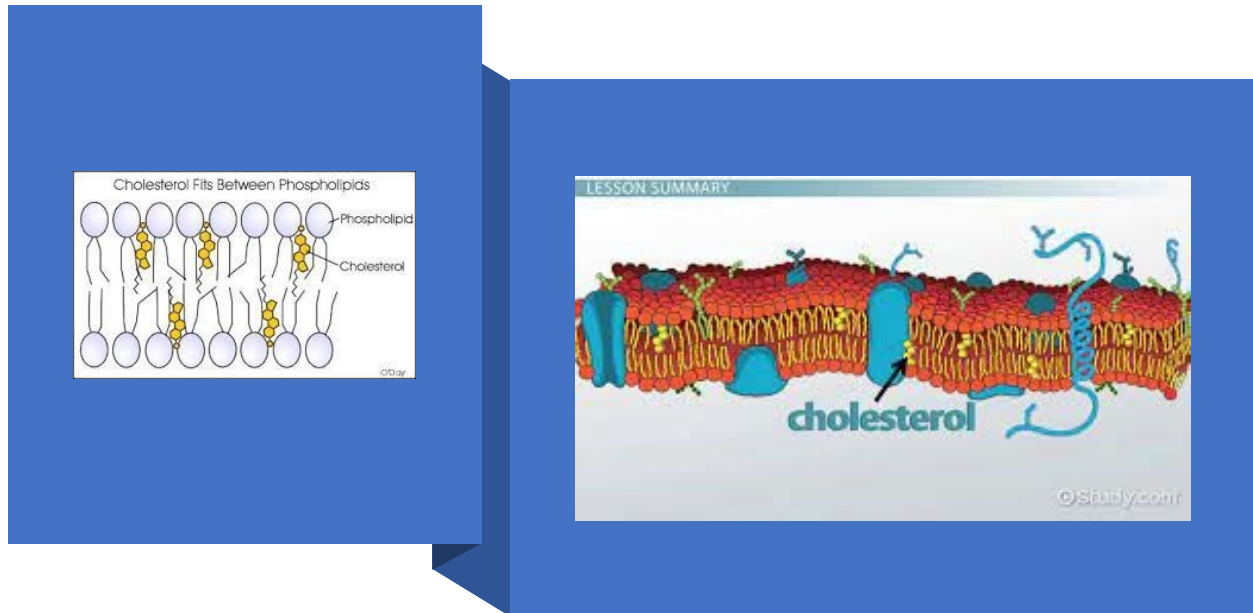 Cholesterol Fits Between Phospholipids
Phospholipid
Cholesterol
O'Day
LESSON SUMMARY
cholesterol
Study.com